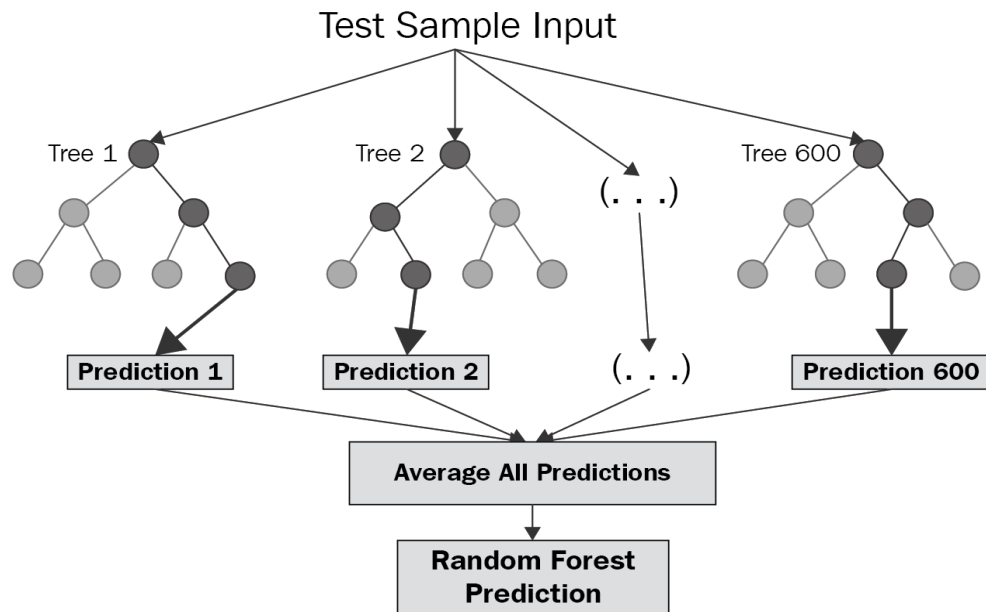 Test Sample Input
Tree 1
Tree 2
Tree 600
(. . .)
Prediction 1
Prediction 2
(. . .)
Prediction 600
Average All Predictions
Random Forest
Prediction